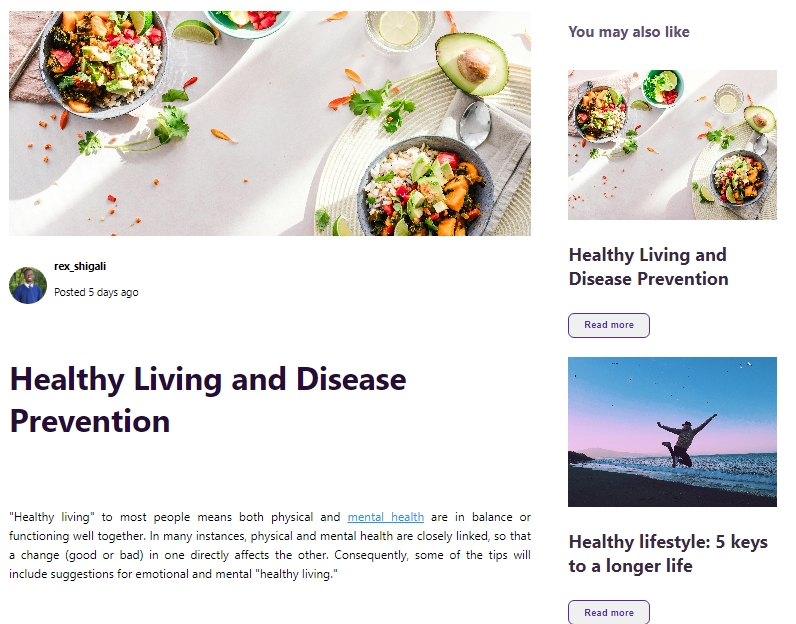 You may also like
rex_shigali
Posted 5 days ago
Healthy Living and Disease
Prevention
"Healthy living" to most people means both physical and mental health are in balance or
functioning well together. In many instances, physical and mental health are closely linked, so that
a change (good or bad) in one directly affects the other. Consequently, some of the tips will
include suggestions for emotional and mental "healthy living."
Healthy Living and
Disease Prevention
Read more
Healthy lifestyle: 5 keys
to a longer life
Read more